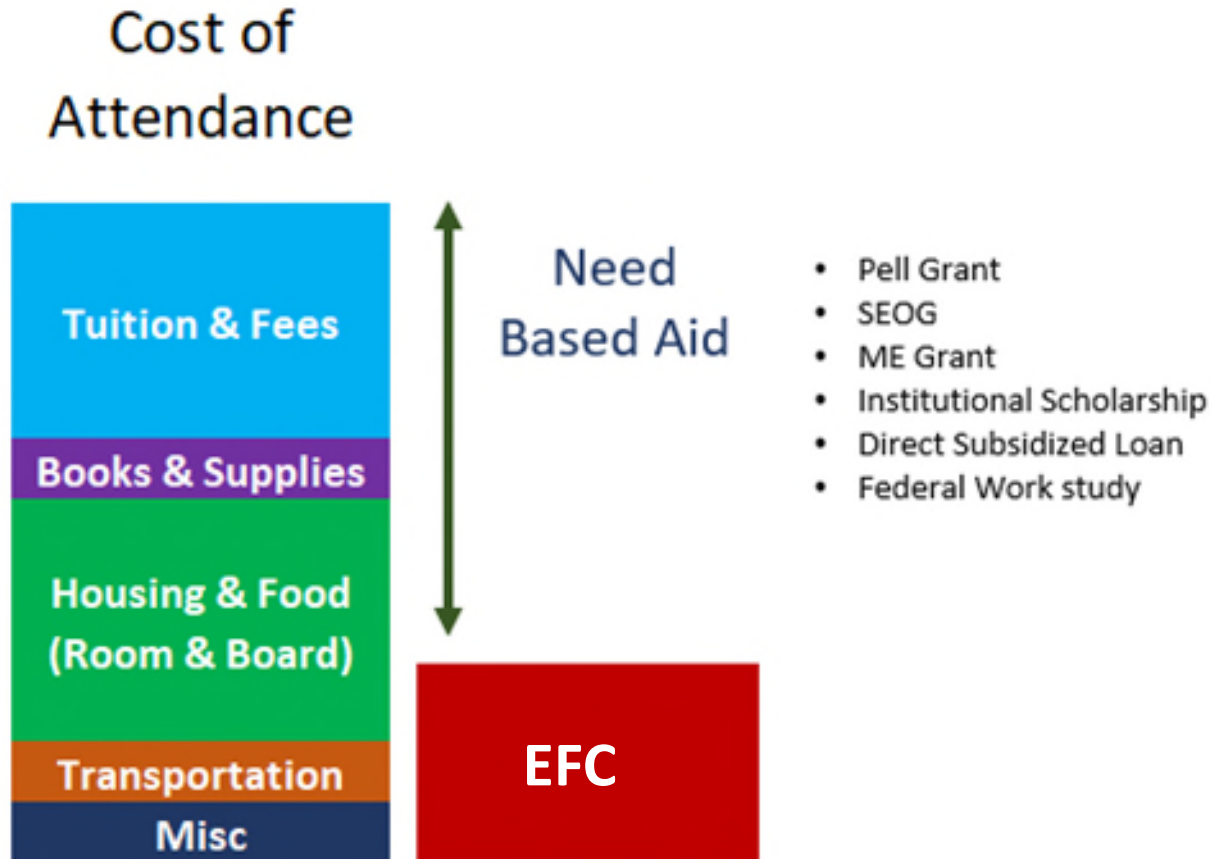 Cost of
Attendance
Tuition & Fees
Books & Supplies
Housing & Food
(Room & Board)
Transportation
Misc
Need
Based Aid
EFC
• Pell Grant
• SEOG
• ME Grant
• Institutional Scholarship
• Direct Subsidized Loan
• Federal Work study